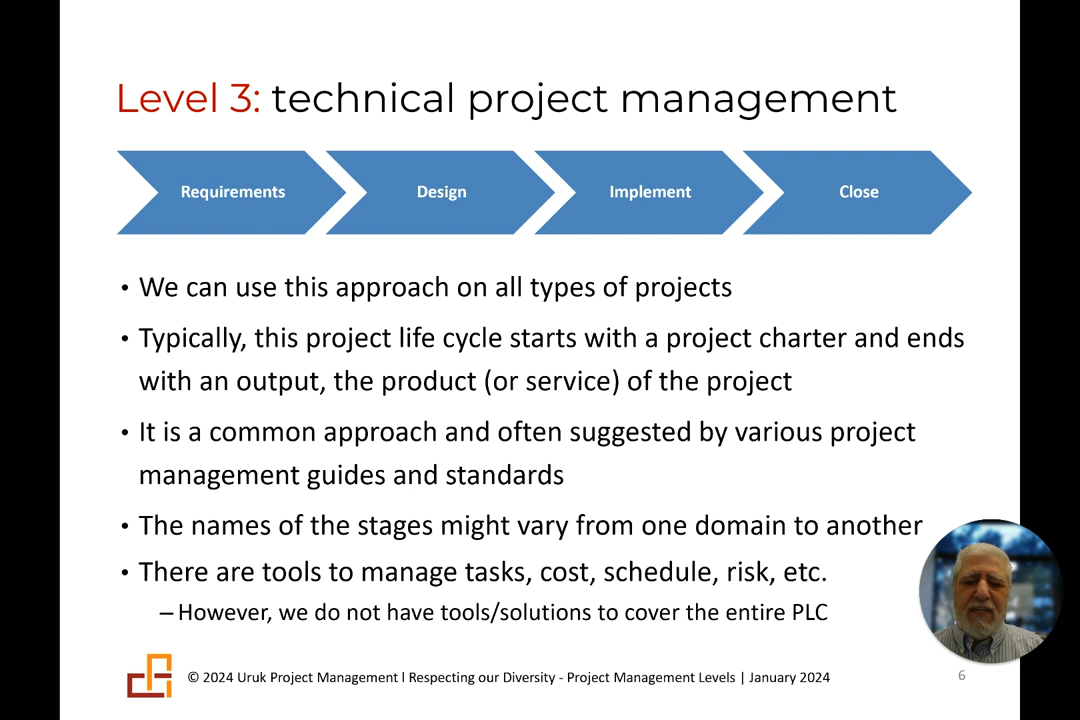 Level 3: technical project management
Requirements
Design
Implement
Close
• We can use this approach on all types of projects
• Typically, this project life cycle starts with a project charter and ends
with an output, the product (or service) of the project
• It is a common approach and often suggested by various project
management guides and standards
• The names of the stages might vary from one domain to another
• There are tools to manage tasks, cost, schedule, risk, etc.
– However, we do not have tools/solutions to cover the entire PLC
© 2024 Uruk Project Management l Respecting our Diversity - Project Management Levels | January 2024
6